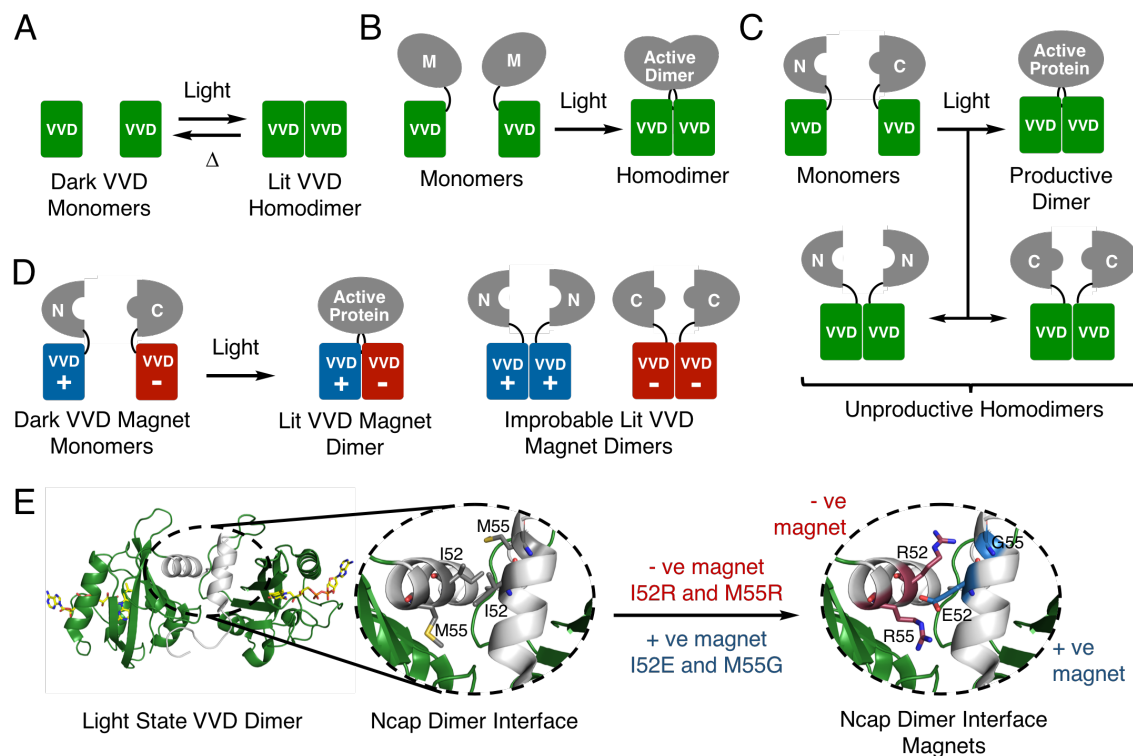 A
Light
VVD
VVD
VVD
VVD
Δ
Dark VVD
Monomers
Lit VVD
Homodimer
B
M
M
Active
Dimer
Light
VVD
VVD
VVD
VVD
Monomers
Homodimer
C
N
C
Active
Protein
Light
VVD
VVD
VVD
VVD
Monomers
Productive
Dimer
N
N
C
C
VVD
VVD
VVD
VVD
Unproductive Homodimers
D
N
C
Active
Protein
N
N
C
C
Light
VVD
+
VVD
-
VVD
+
VVD
-
VVD
+
VVD
+
VVD
-
VVD
-
Dark VVD Magnet
Monomers
Lit VVD Magnet
Dimer
Improbable Lit VVD
Magnet Dimers
E
M55
I52
I52
M55
- ve magnet
I52R and M55R
+ ve magnet
I52E and M55G
- ve
magnet
R52
G55
E52
R55
+ ve
magnet
Light State VVD Dimer
Ncap Dimer Interface
Ncap Dimer Interface
Magnets